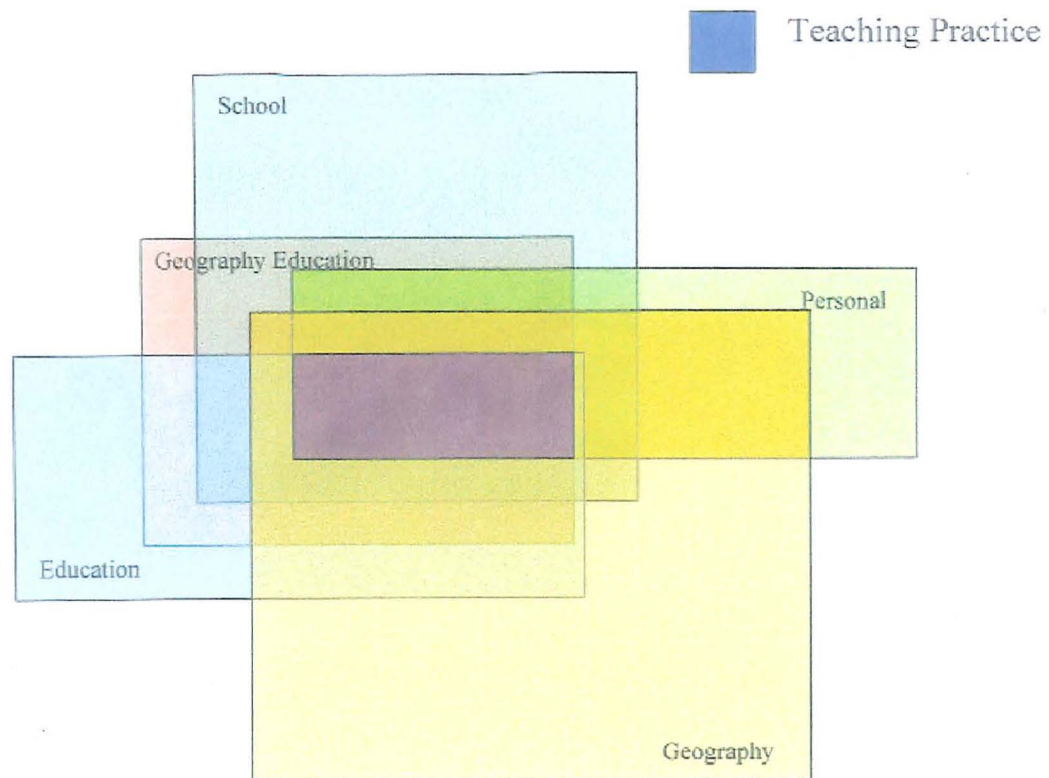 Teaching Practice
School
Geography Education
Personal
Education
Geography